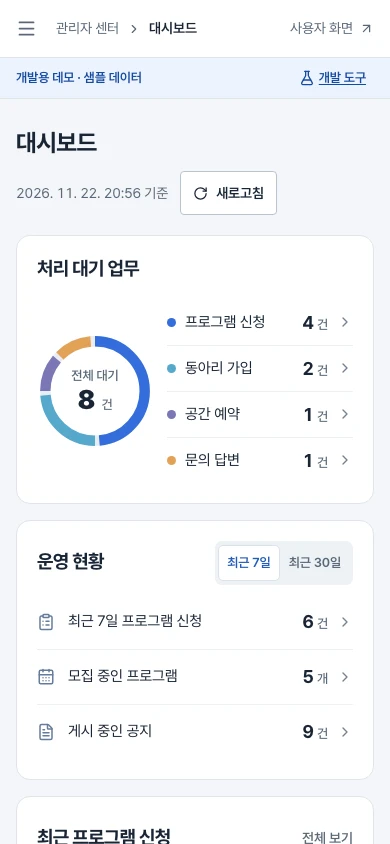 관리자 센터 > 대시보드 사용자 화면
개발용 데모 · 샘플 데이터 개발 도구
대시보드
2026. 11. 22. 20:56 기준 새로고침
처리 대기 업무
전체 대기
8 건
프로그램 신청 4 건
동아리 가입 2 건
공간 예약 1 건
문의 답변 1 건
운영 현황 최근 7일 최근 30일
최근 7일 프로그램 신청 6 건
모집 중인 프로그램 5 개
게시 중인 공지 9 건
최근 프로그램 신청 전체 보기